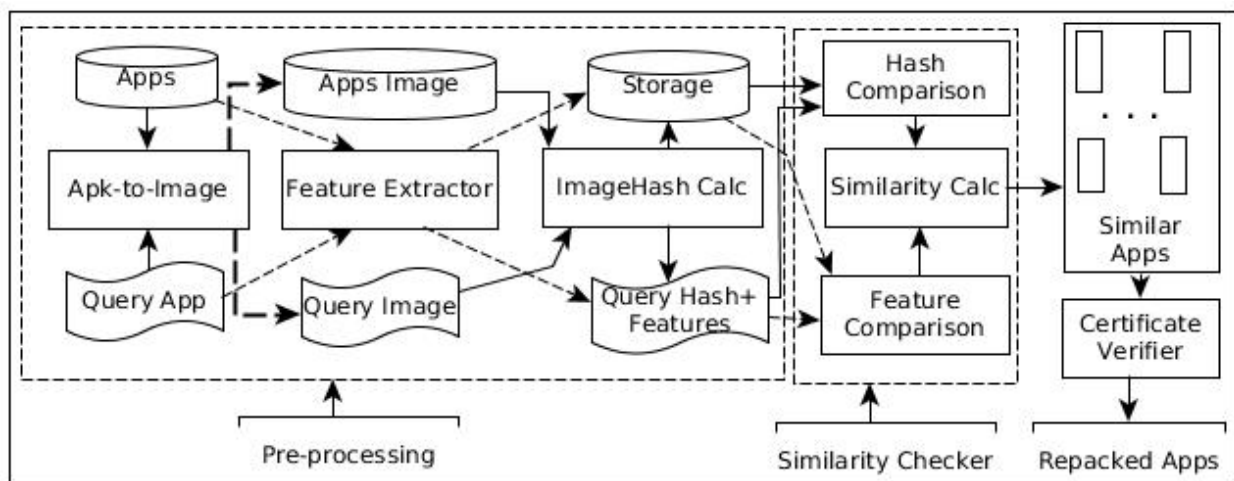 Apps
Apps Image
Storage
Hash
Comparison
Apk-to-Image
Feature Extractor
ImageHash Calc
Similarity Calc
. . .
Similar
Apps
Query App
Query Image
Query Hash+
Features
Feature
Comparison
Certificate
Verifier
Pre-processing
Similarity Checker
Repacked Apps